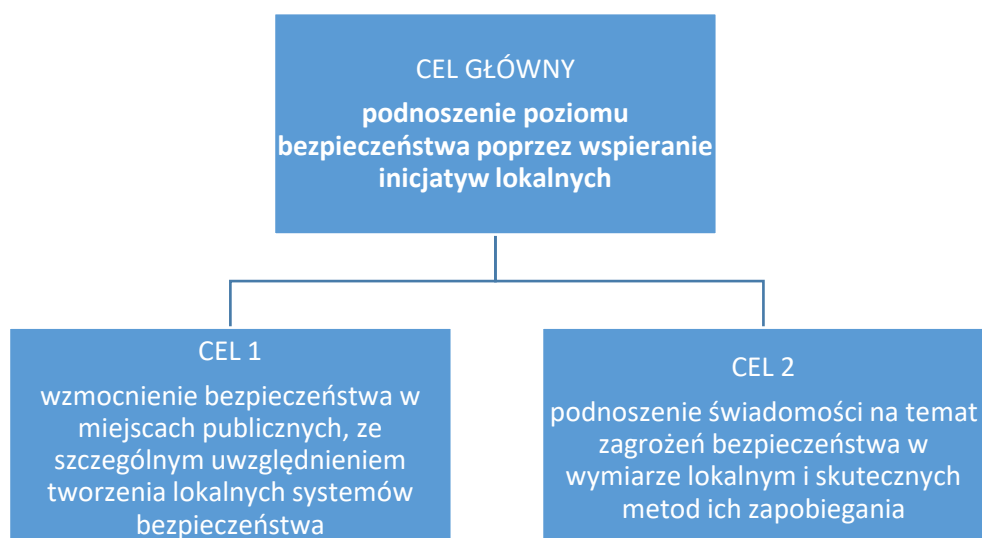 CEL GŁÓWNY
podnoszenie poziomu
bezpieczeństwa poprzez wspieranie
inicjatyw lokalnych
CEL 1
wzmocnienie bezpieczeństwa w
miejscach publicznych, ze
szczególnym uwzględnieniem
tworzenia lokalnych systemów
bezpieczeństwa
CEL 2
podnoszenie świadomości na temat
zagrożeń bezpieczeństwa w
wymiarze lokalnym i skutecznych
metod ich zapobiegania